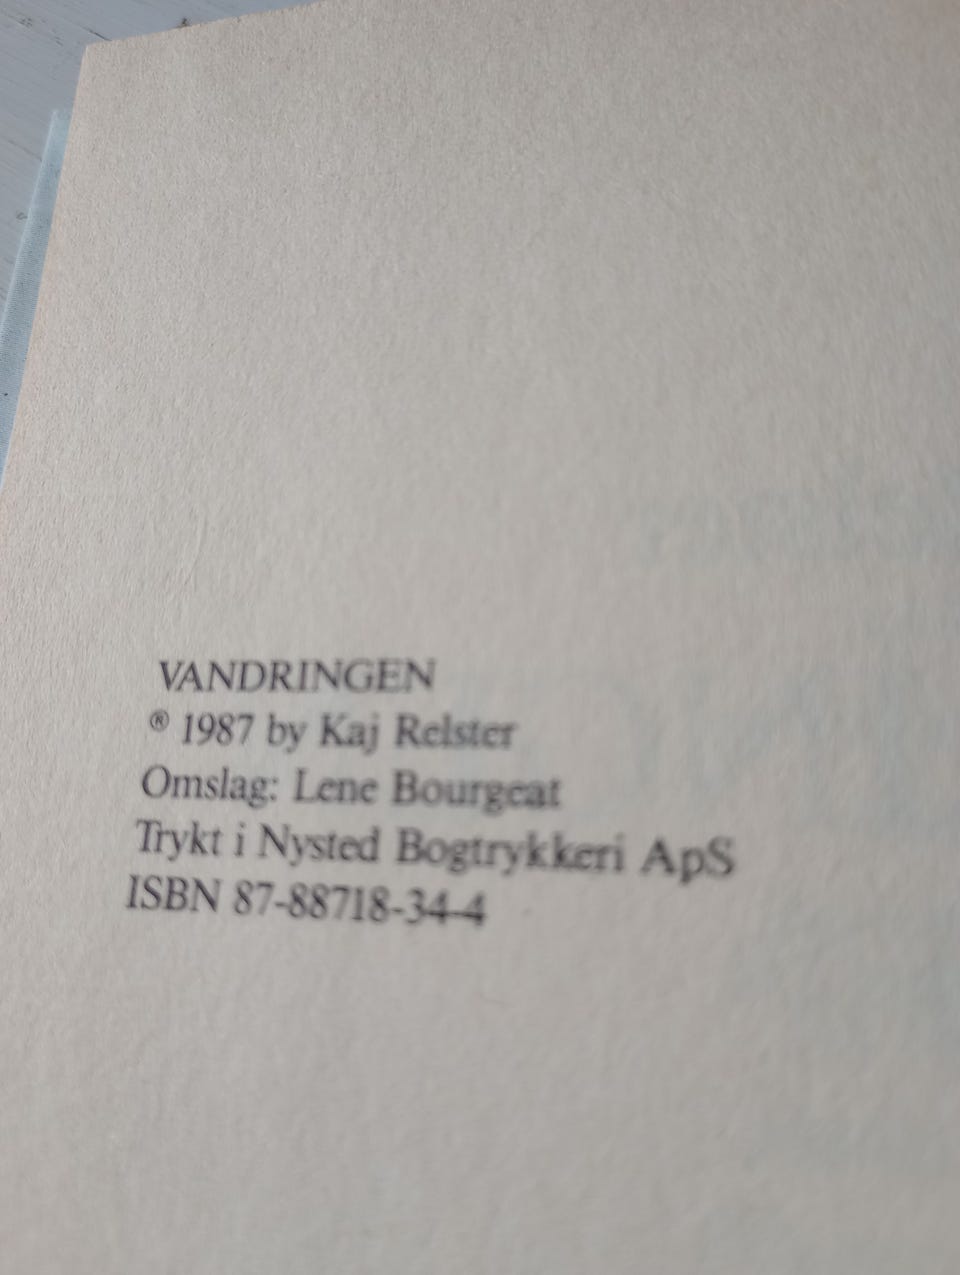 VANDRINGEN
® 1987 by Kaj Relster
Omslag: Lene Bourgeat
Trykt i Nysted Bogtrykkeri ApS
ISBN 87-88718-34-4